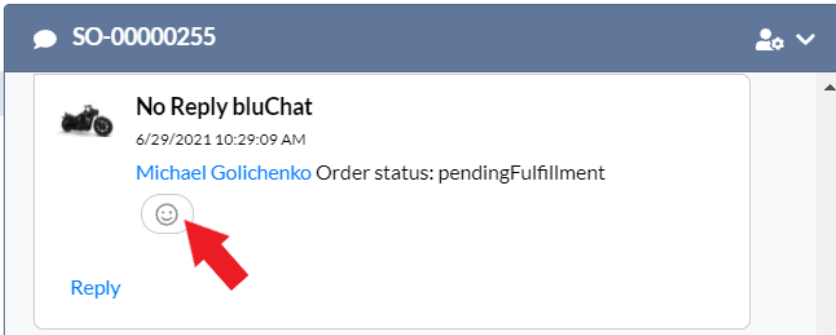 SO-00000255
No Reply bluChat
6/29/2021 10:29:09 AM
Michael Golichenko Order status: pendingFulfillment
Reply